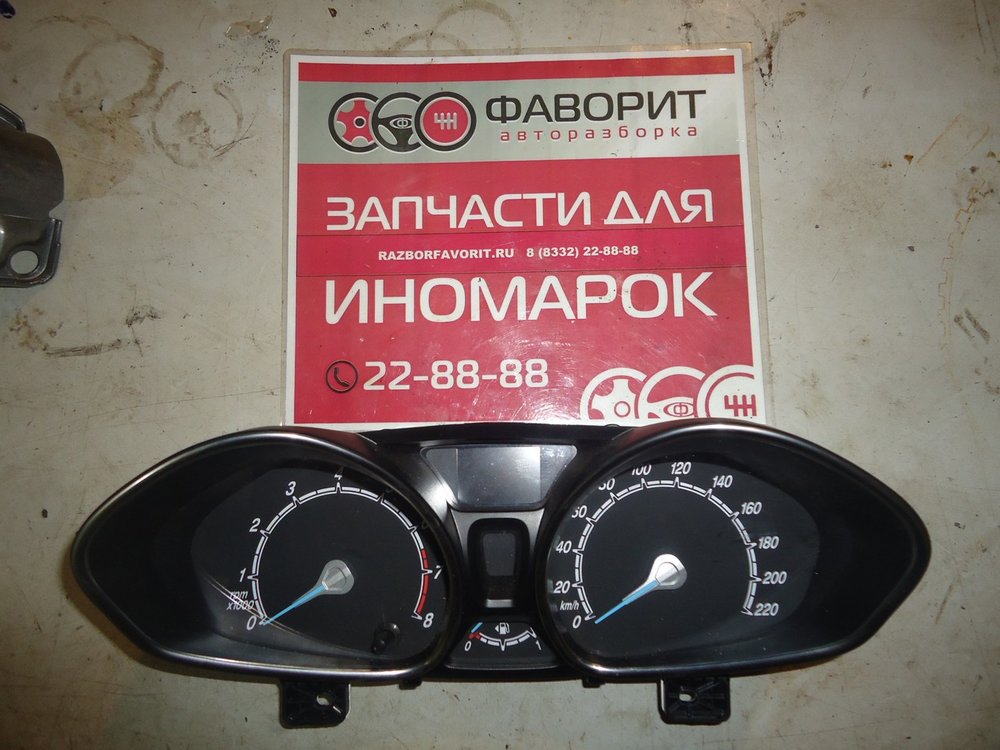 ФАВОРИТ
авторазборка
ЗАПЧАСТИ ДЛЯ
RAZBORFAVORIT.RU 8 (8332) 22-88-88
ИНОМАРОК
22-88-88
0 1 2 3 4 6 7 8
rpm
x1000
0 20 40 60 80 100 120 140 160 180 200 220
km/h
0 1